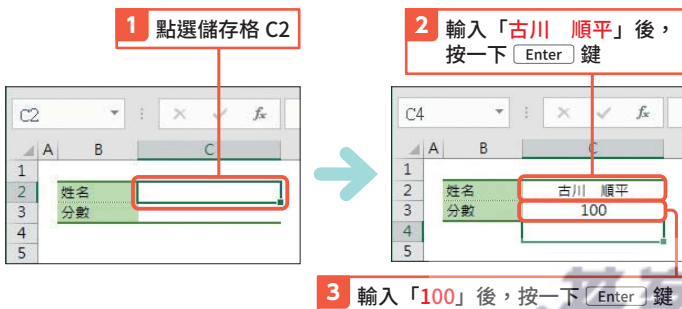 1 點選儲存格 C2
2 輸入「古川　順平」後，
按一下 Enter 鍵
C2 fx
A B C
1
2 姓名
3 分數
4
5
C4 fx
A B C
1
2 姓名 古川　順平
3 分數 100
4
5
3 輸入「100」後，按一下 Enter 鍵